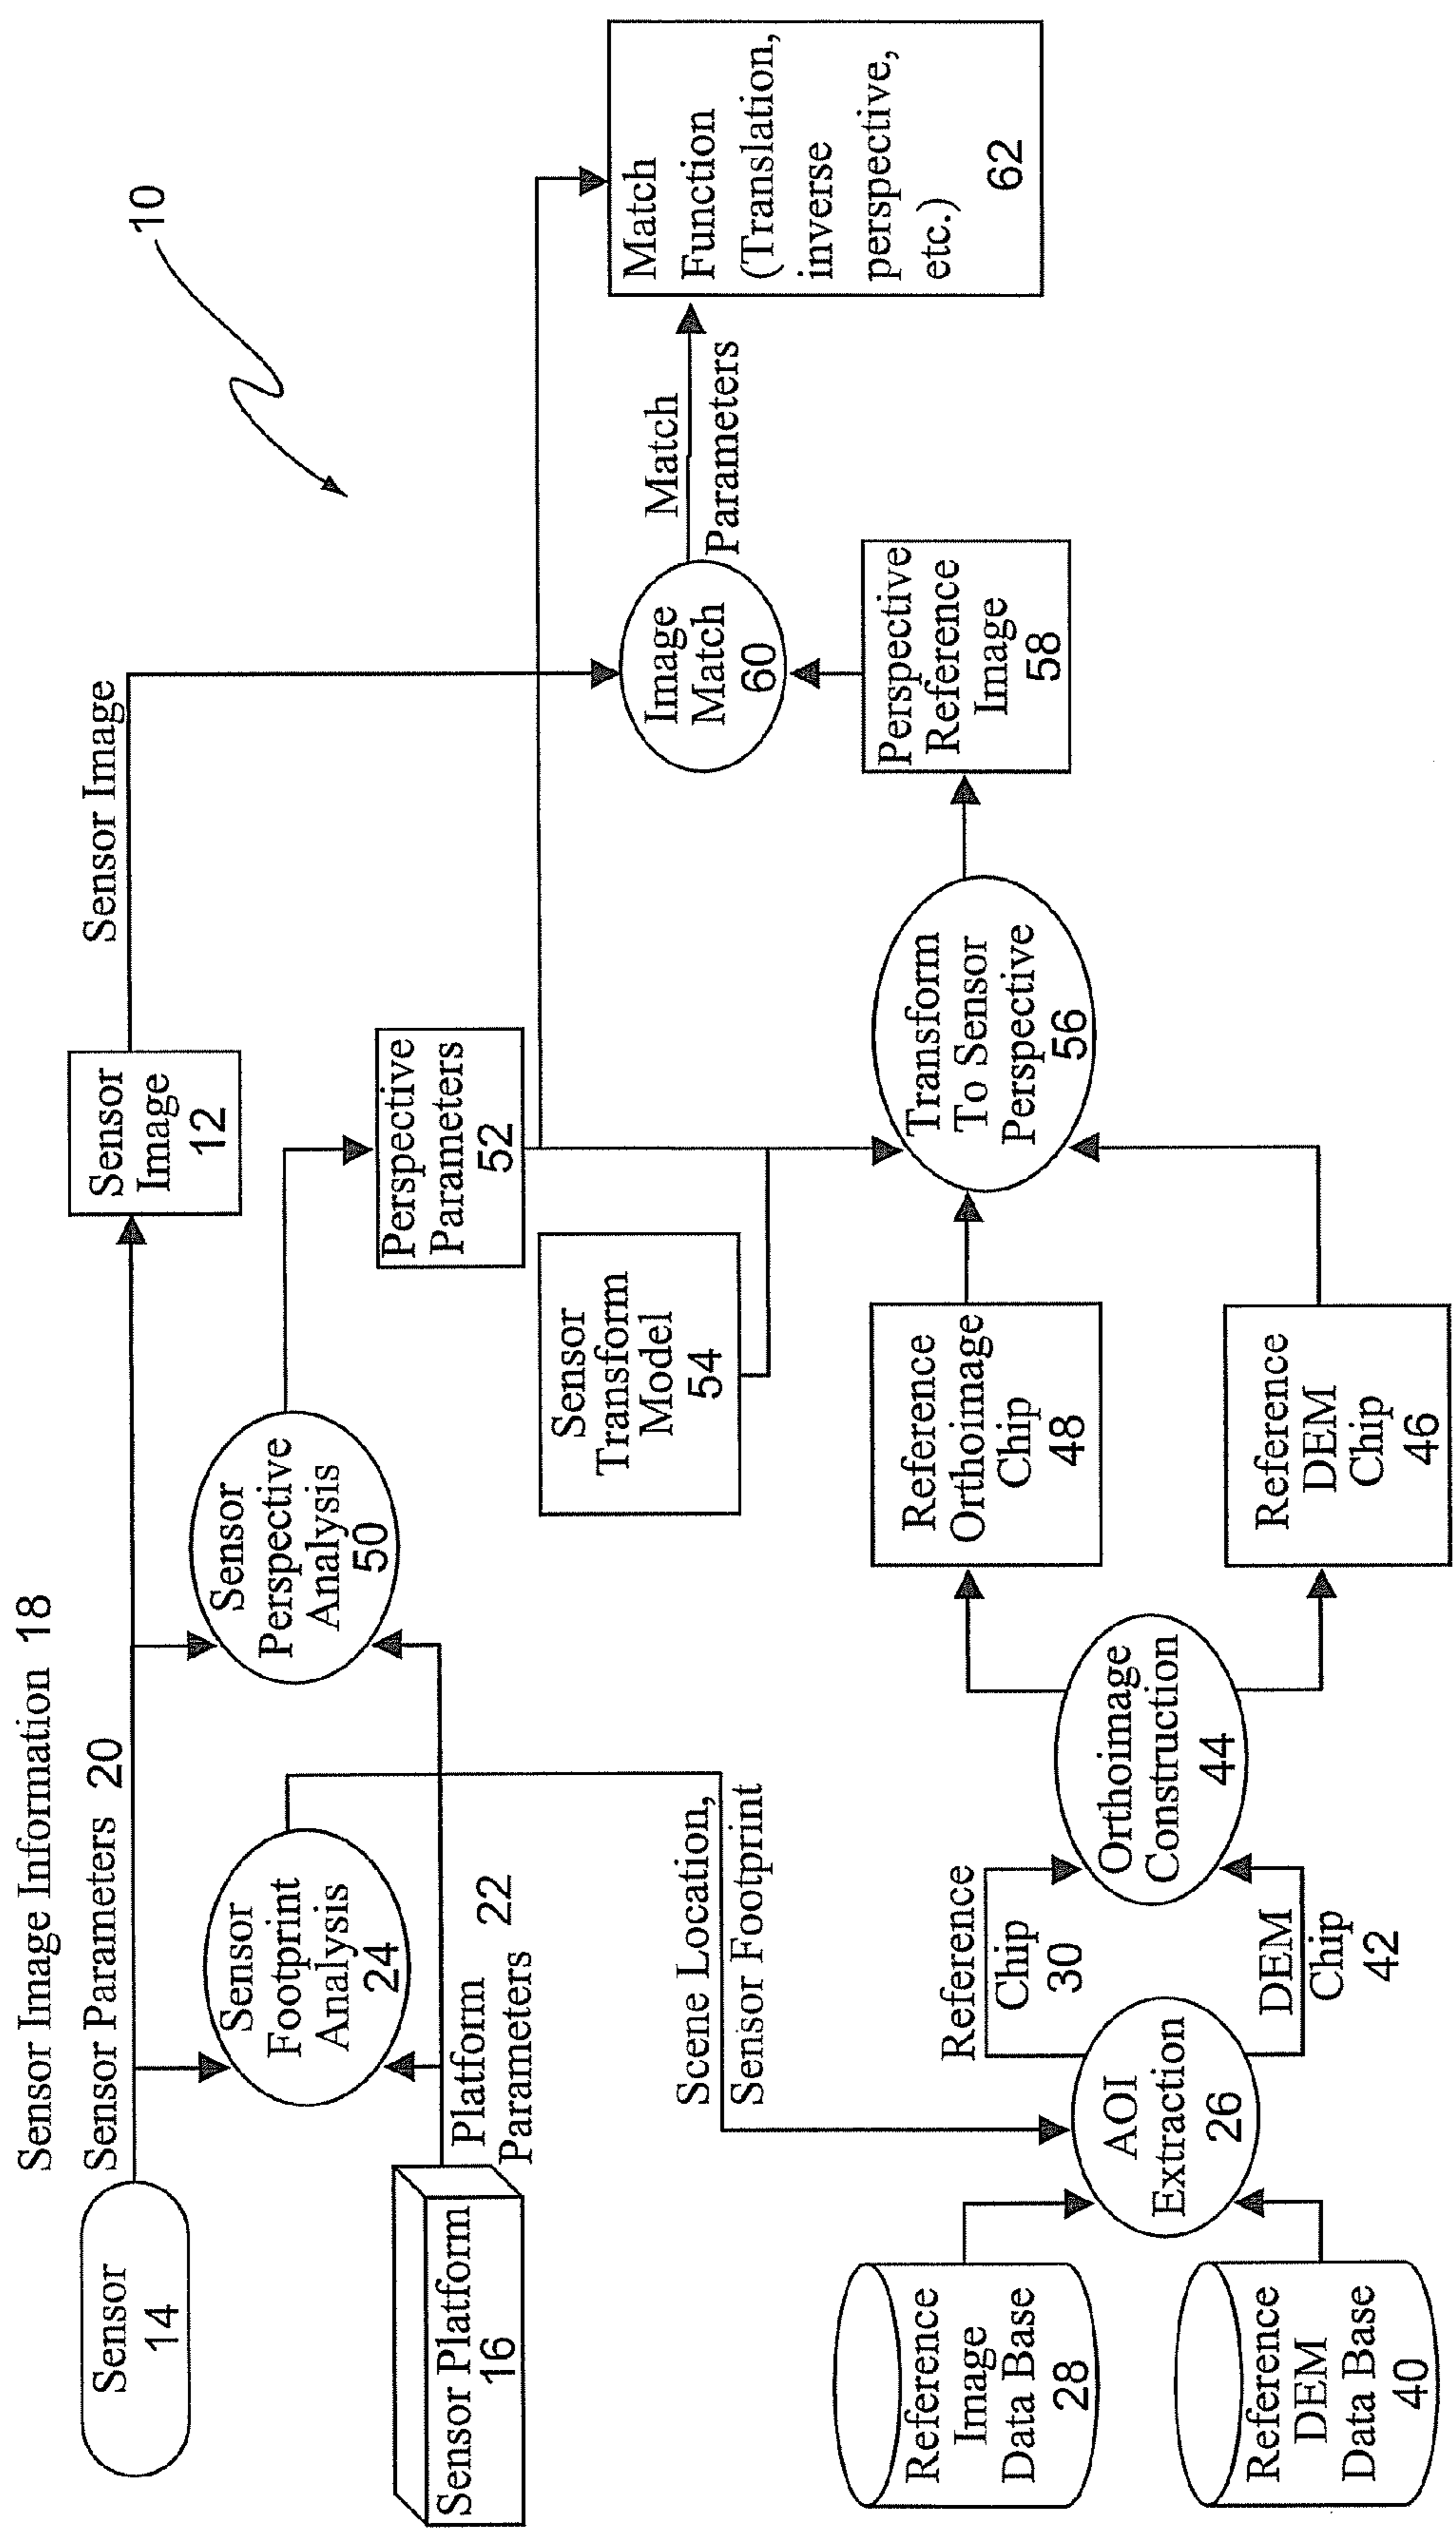 10
Sensor Image Information 18
Sensor Parameters 20
Sensor
14
Sensor Platform
16
Platform
Parameters 22
Sensor
Footprint
Analysis
24
Sensor
Perspective
Analysis
50
Sensor
Image
12
Sensor Image
Perspective
Parameters
52
Sensor
Transform
Model
54
Scene Location,
Sensor Footprint
Reference
Image
Data Base
28
Reference
DEM
Data Base
40
AOI
Extraction
26
Reference
Chip
30
DEM
Chip
42
Orthoimage
Construction
44
Reference
Orthoimage
Chip
48
Reference
DEM
Chip
46
Transform
To Sensor
Perspective
56
Perspective
Reference
Image
58
Image
Match
60
Match
Parameters
Match
Function
(Translation,
inverse
perspective,
etc.)
62